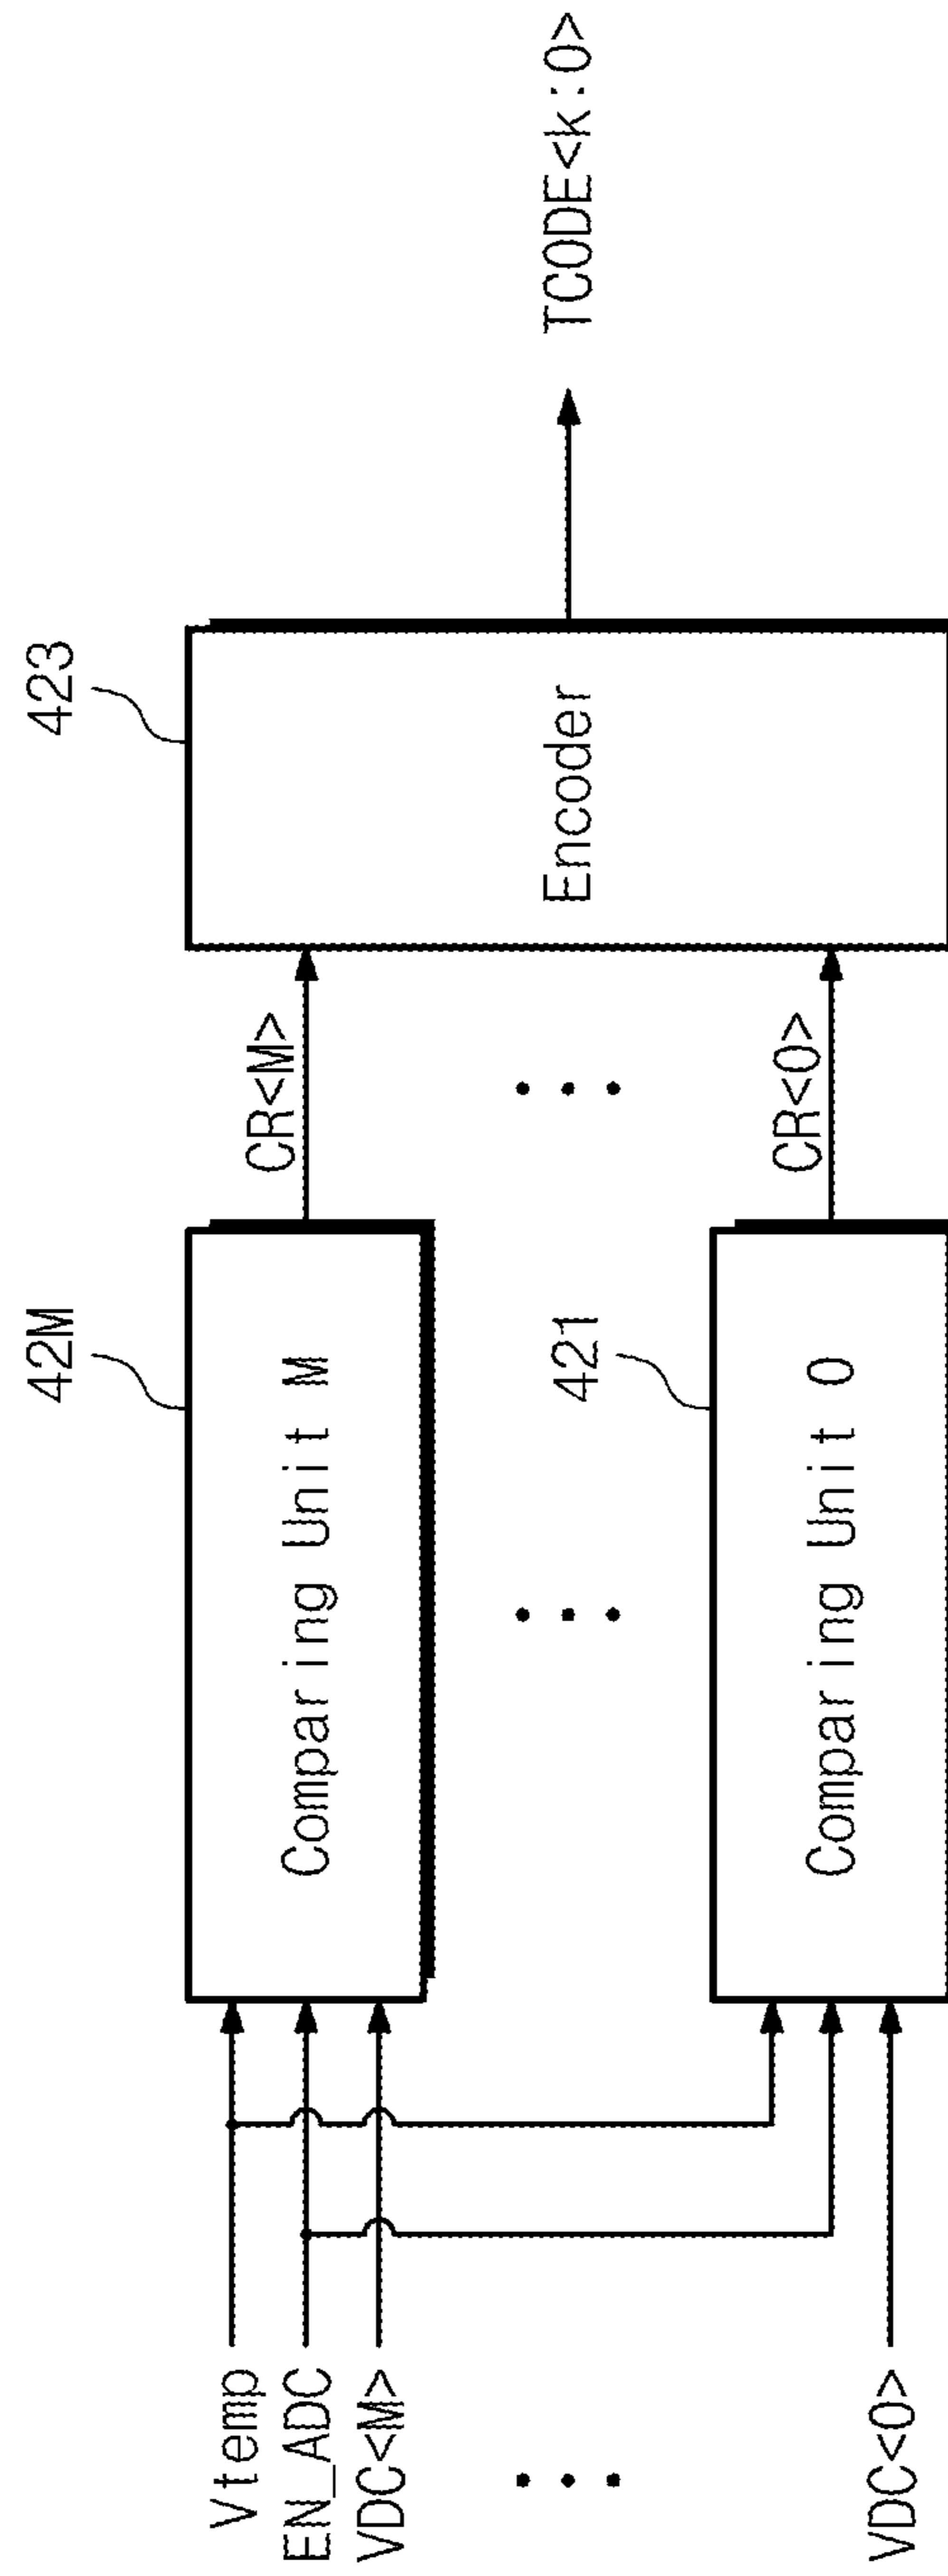 Vtemp
EN_ADC
VDC<M>
VDC<0>
42M
Comparing Unit M
421
Comparing Unit 0
CR<M>
CR<0>
423
Encoder
TCODE<k:0>